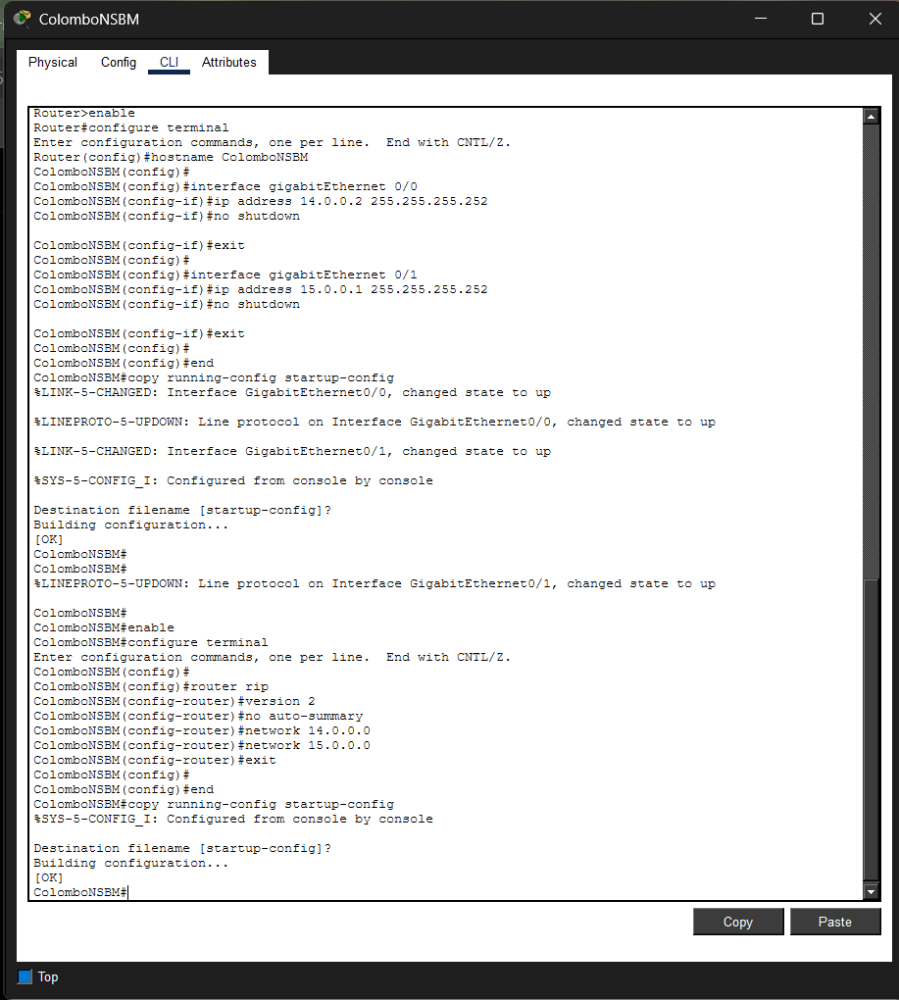 ColomboNSBM
Physical Config CLI Attributes
Router>enable
Router#configure terminal
Enter configuration commands, one per line.  End with CNTL/Z.
Router(config)#hostname ColomboNSBM
ColomboNSBM(config)#
ColomboNSBM(config)#interface gigabitEthernet 0/0
ColomboNSBM(config-if)#ip address 14.0.0.2 255.255.255.252
ColomboNSBM(config-if)#no shutdown
ColomboNSBM(config-if)#exit
ColomboNSBM(config)#
ColomboNSBM(config)#interface gigabitEthernet 0/1
ColomboNSBM(config-if)#ip address 15.0.0.1 255.255.255.252
ColomboNSBM(config-if)#no shutdown
ColomboNSBM(config-if)#exit
ColomboNSBM(config)#
ColomboNSBM(config)#end
ColomboNSBM#copy running-config startup-config
%LINK-5-CHANGED: Interface GigabitEthernet0/0, changed state to up
%LINEPROTO-5-UPDOWN: Line protocol on Interface GigabitEthernet0/0, changed state to up
%LINK-5-CHANGED: Interface GigabitEthernet0/1, changed state to up
%SYS-5-CONFIG_I: Configured from console by console
Destination filename [startup-config]?
Building configuration...
[OK]
ColomboNSBM#
ColomboNSBM#
%LINEPROTO-5-UPDOWN: Line protocol on Interface GigabitEthernet0/1, changed state to up
ColomboNSBM#
ColomboNSBM#enable
ColomboNSBM#configure terminal
Enter configuration commands, one per line.  End with CNTL/Z.
ColomboNSBM(config)#
ColomboNSBM(config)#router rip
ColomboNSBM(config-router)#version 2
ColomboNSBM(config-router)#no auto-summary
ColomboNSBM(config-router)#network 14.0.0.0
ColomboNSBM(config-router)#network 15.0.0.0
ColomboNSBM(config-router)#exit
ColomboNSBM(config)#
ColomboNSBM(config)#end
ColomboNSBM#copy running-config startup-config
%SYS-5-CONFIG_I: Configured from console by console
Destination filename [startup-config]?
Building configuration...
[OK]
ColomboNSBM#
Copy Paste
Top